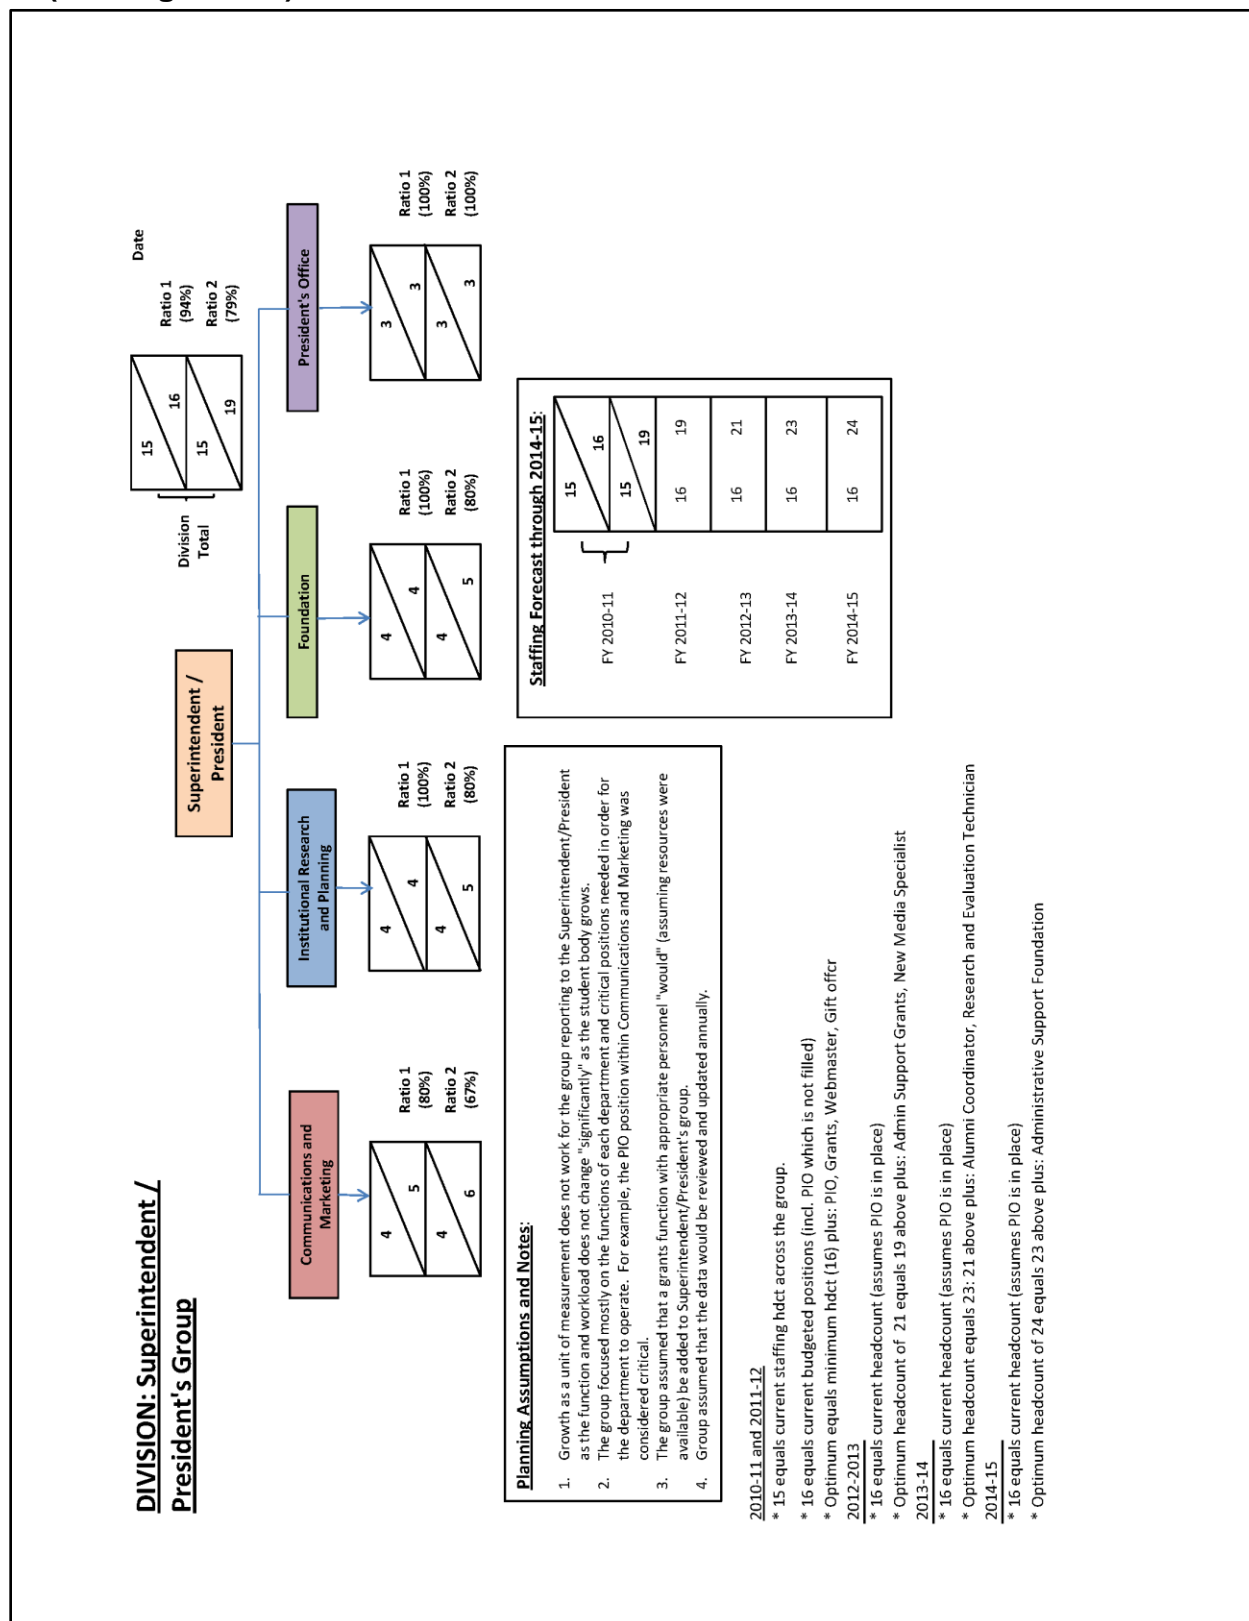 DIVISION: Superintendent /
President's Group
Superintendent /
President
Division
Total
15
16
15
19
Ratio 1
(94%)
Ratio 2
(79%)
Date
Communications and
Marketing
4
5
4
6
Ratio 1
(80%)
Ratio 2
(67%)
Institutional Research
and Planning
4
4
4
5
Ratio 1
(100%)
Ratio 2
(80%)
Foundation
4
4
4
5
Ratio 1
(100%)
Ratio 2
(80%)
President's Office
3
3
3
3
Ratio 1
(100%)
Ratio 2
(100%)
Planning Assumptions and Notes:
1. Growth as a unit of measurement does not work for the group reporting to the Superintendent/President
as the function and workload does not change "significantly" as the student body grows.
2. The group focused mostly on the functions of each department and critical positions needed in order for
the department to operate. For example, the PIO position within Communications and Marketing was
considered critical.
3. The group assumed that a grants function with appropriate personnel "would" (assuming resources were
available) be added to Superintendent/President's group.
4. Group assumed that the data would be reviewed and updated annually.
Staffing Forecast through 2014-15:
FY 2010-11
15
16
15
19
FY 2011-12 16 19
FY 2012-13 16 21
FY 2013-14 16 23
FY 2014-15 16 24
2010-11 and 2011-12
* 15 equals current staffing hdct across the group.
* 16 equals current budgeted positions (incl. PIO which is not filled)
* Optimum equals minimum hdct (16) plus: PIO, Grants, Webmaster, Gift offcr
2012-2013
* 16 equals current headcount (assumes PIO is in place)
* Optimum headcount of 21 equals 19 above plus: Admin Support Grants, New Media Specialist
2013-14
* 16 equals current headcount (assumes PIO is in place)
* Optimum headcount equals 23: 21 above plus: Alumni Coordinator, Research and Evaluation Technician
2014-15
* 16 equals current headcount (assumes PIO is in place)
* Optimum headcount of 24 equals 23 above plus: Administrative Support Foundation